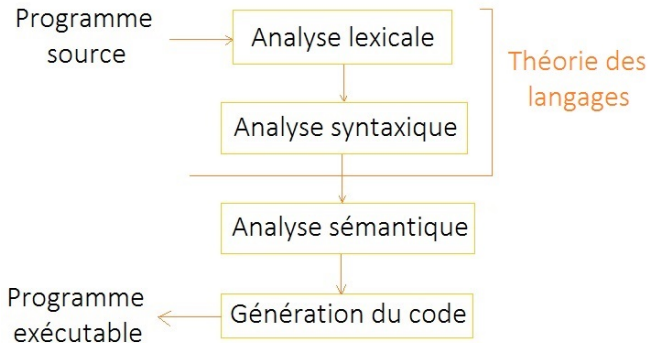 Programme
source
Analyse lexicale
Théorie des
langages
Analyse syntaxique
Analyse sémantique
Programme
exécutable
Génération du code